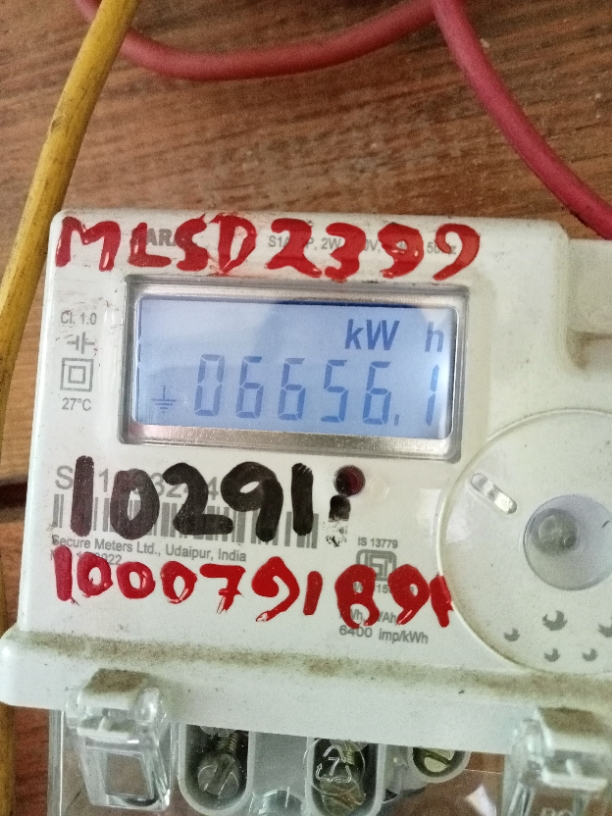 MLSD2399
Cl. 1.0
kW h
06656.1
27°C
10291
Secure Meters Ltd., Udaipur, India
IS 13779
1000791891
6400 imp/kWh